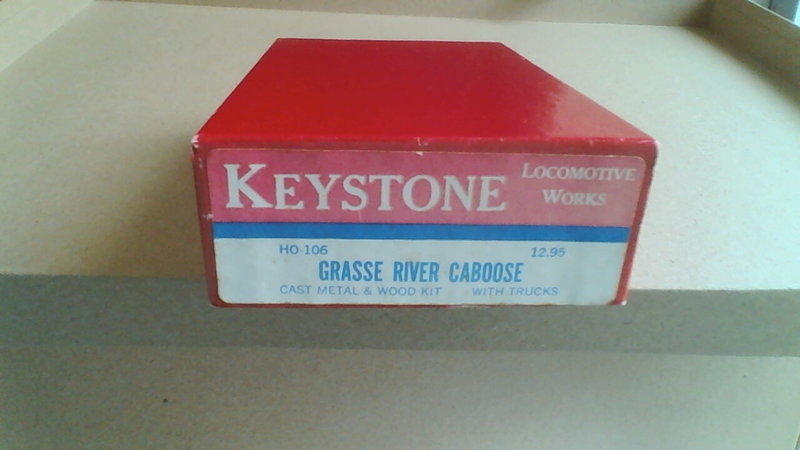 KEYSTONE LOCOMOTIVE
WORKS
HO-106 12.95
GRASSE RIVER CABOOSE
CAST METAL & WOOD KIT WITH TRUCKS